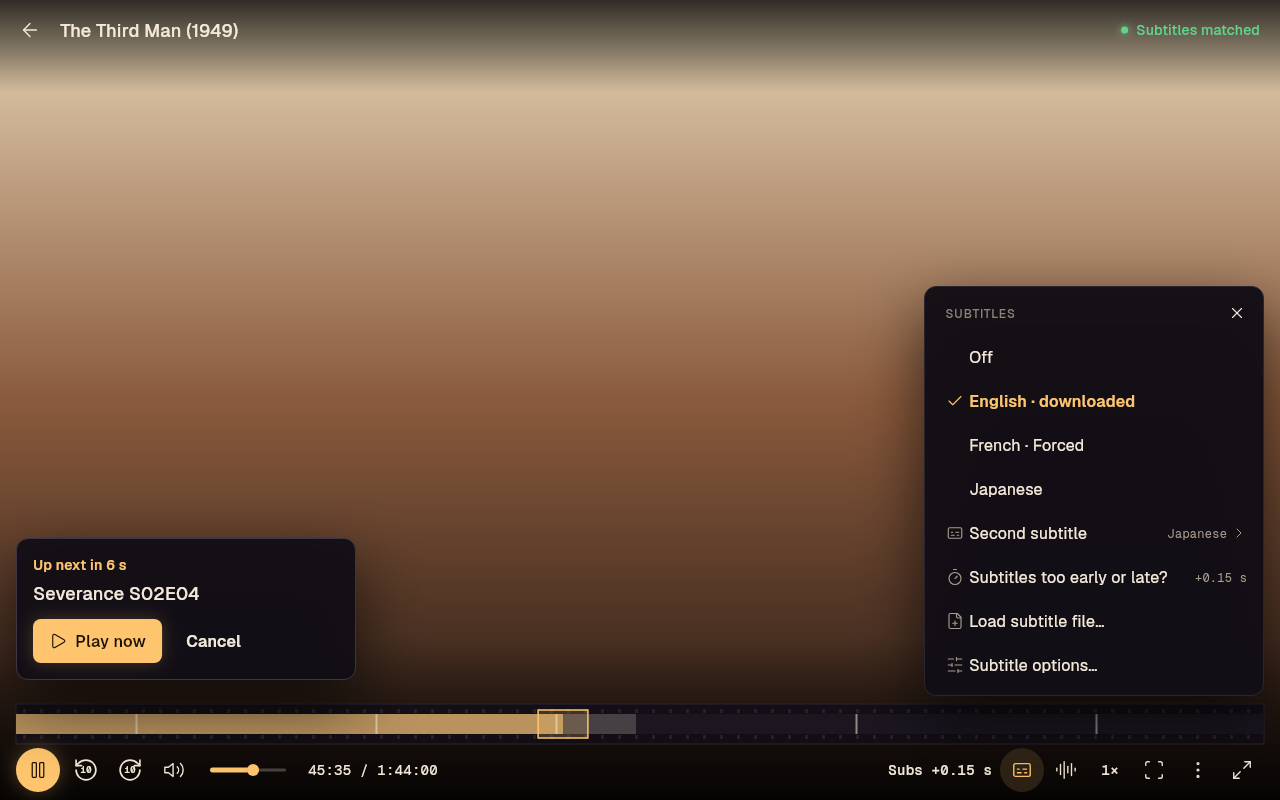 The Third Man (1949)
Subtitles matched
SUBTITLES
Off
English · downloaded
French · Forced
Japanese
Second subtitle Japanese
Subtitles too early or late? +0.15 s
Load subtitle file…
Subtitle options…
Up next in 6 s
Severance S02E04
Play now Cancel
10 10 45:35 / 1:44:00 Subs +0.15 s 1×